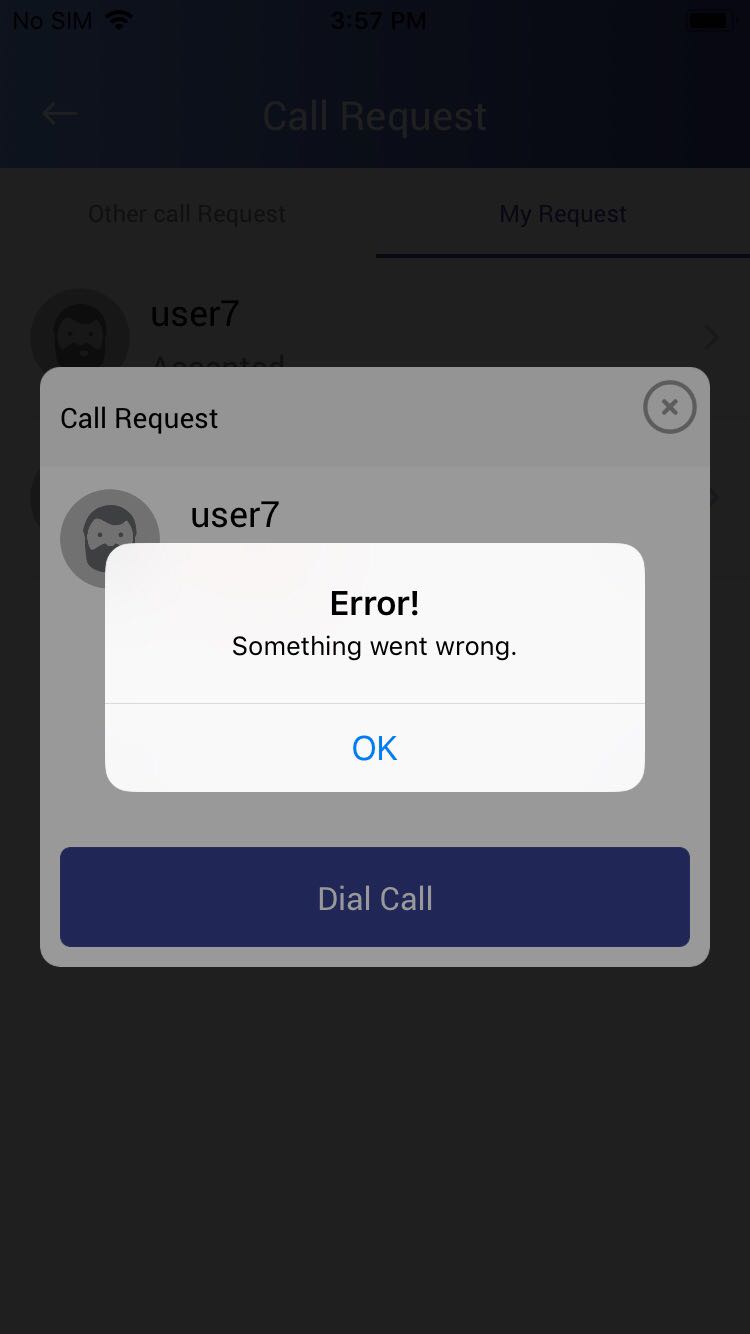 No SIM 3:57 PM
Call Request
Other call Request My Request
user7
Accepted
Call Request
user7
Error!
Something went wrong.
OK
Dial Call